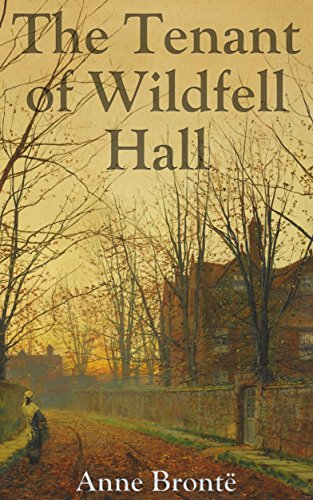 The Tenant
of Wildfell
Hall
Anne Brontë